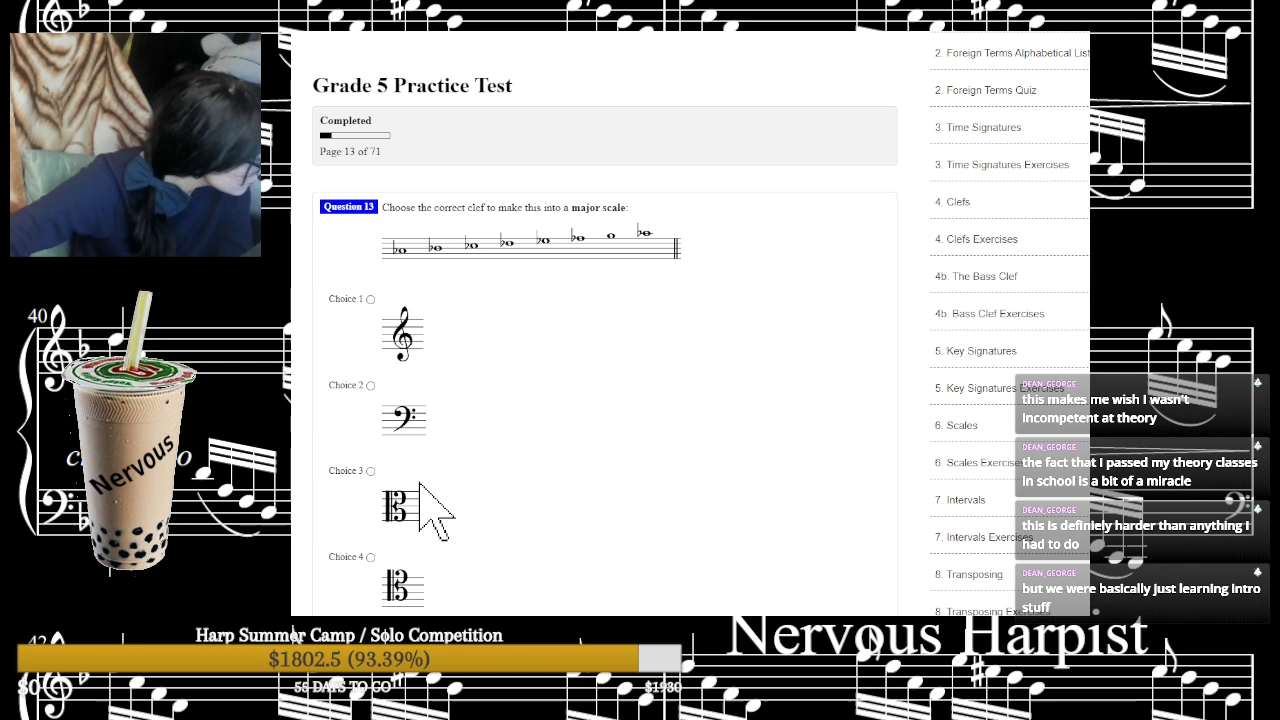 Grade 5 Practice Test
Completed
Page 13 of 71
Question 13 Choose the correct clef to make this into a major scale:
Choice 1
Choice 2
Choice 3
Choice 4
2. Foreign Terms Alphabetical List
2. Foreign Terms Quiz
3. Time Signatures
3. Time Signatures Exercises
4. Clefs
4. Clefs Exercises
4b. The Bass Clef
4b. Bass Clef Exercises
5. Key Signatures
5. Key Signatures Exercises
6. Scales
6. Scales Exercises
7. Intervals
7. Intervals Exercises
8. Transposing
8. Transposing
DEAN_GEORGE
this makes me wish I wasn't
incompetent at theory
DEAN_GEORGE
the fact that I passed my theory classes
in school is a bit of a miracle
DEAN_GEORGE
this is definiely harder than anything I
had to do
DEAN_GEORGE
but we were basically just learning intro
stuff
40
Nervous
42
Harp Summer Camp / Solo Competition
$1802.5 (93.39%)
$0
55 DAYS TO GO
$1930
Nervous Harpist